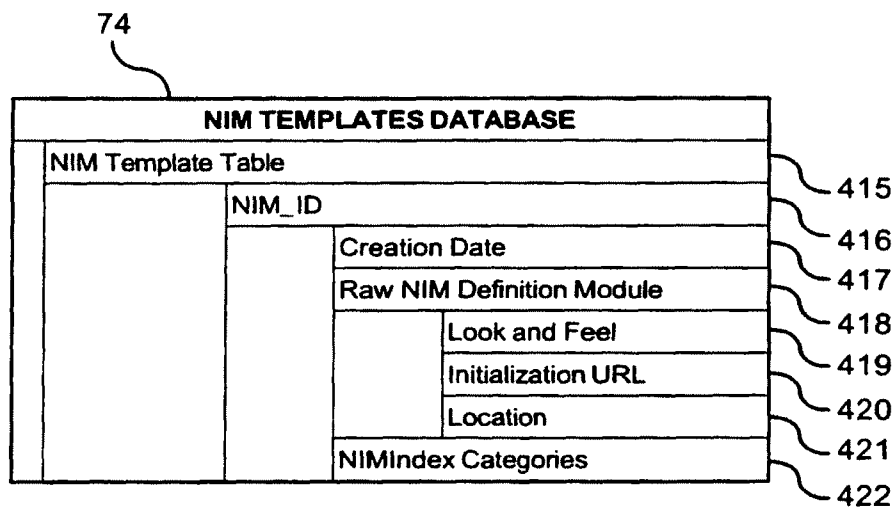 74
NIM TEMPLATES DATABASE
NIM Template Table
415
NIM_ID
416
Creation Date
417
Raw NIM Definition Module
418
Look and Feel
419
Initialization URL
420
Location
421
NIMIndex Categories
422